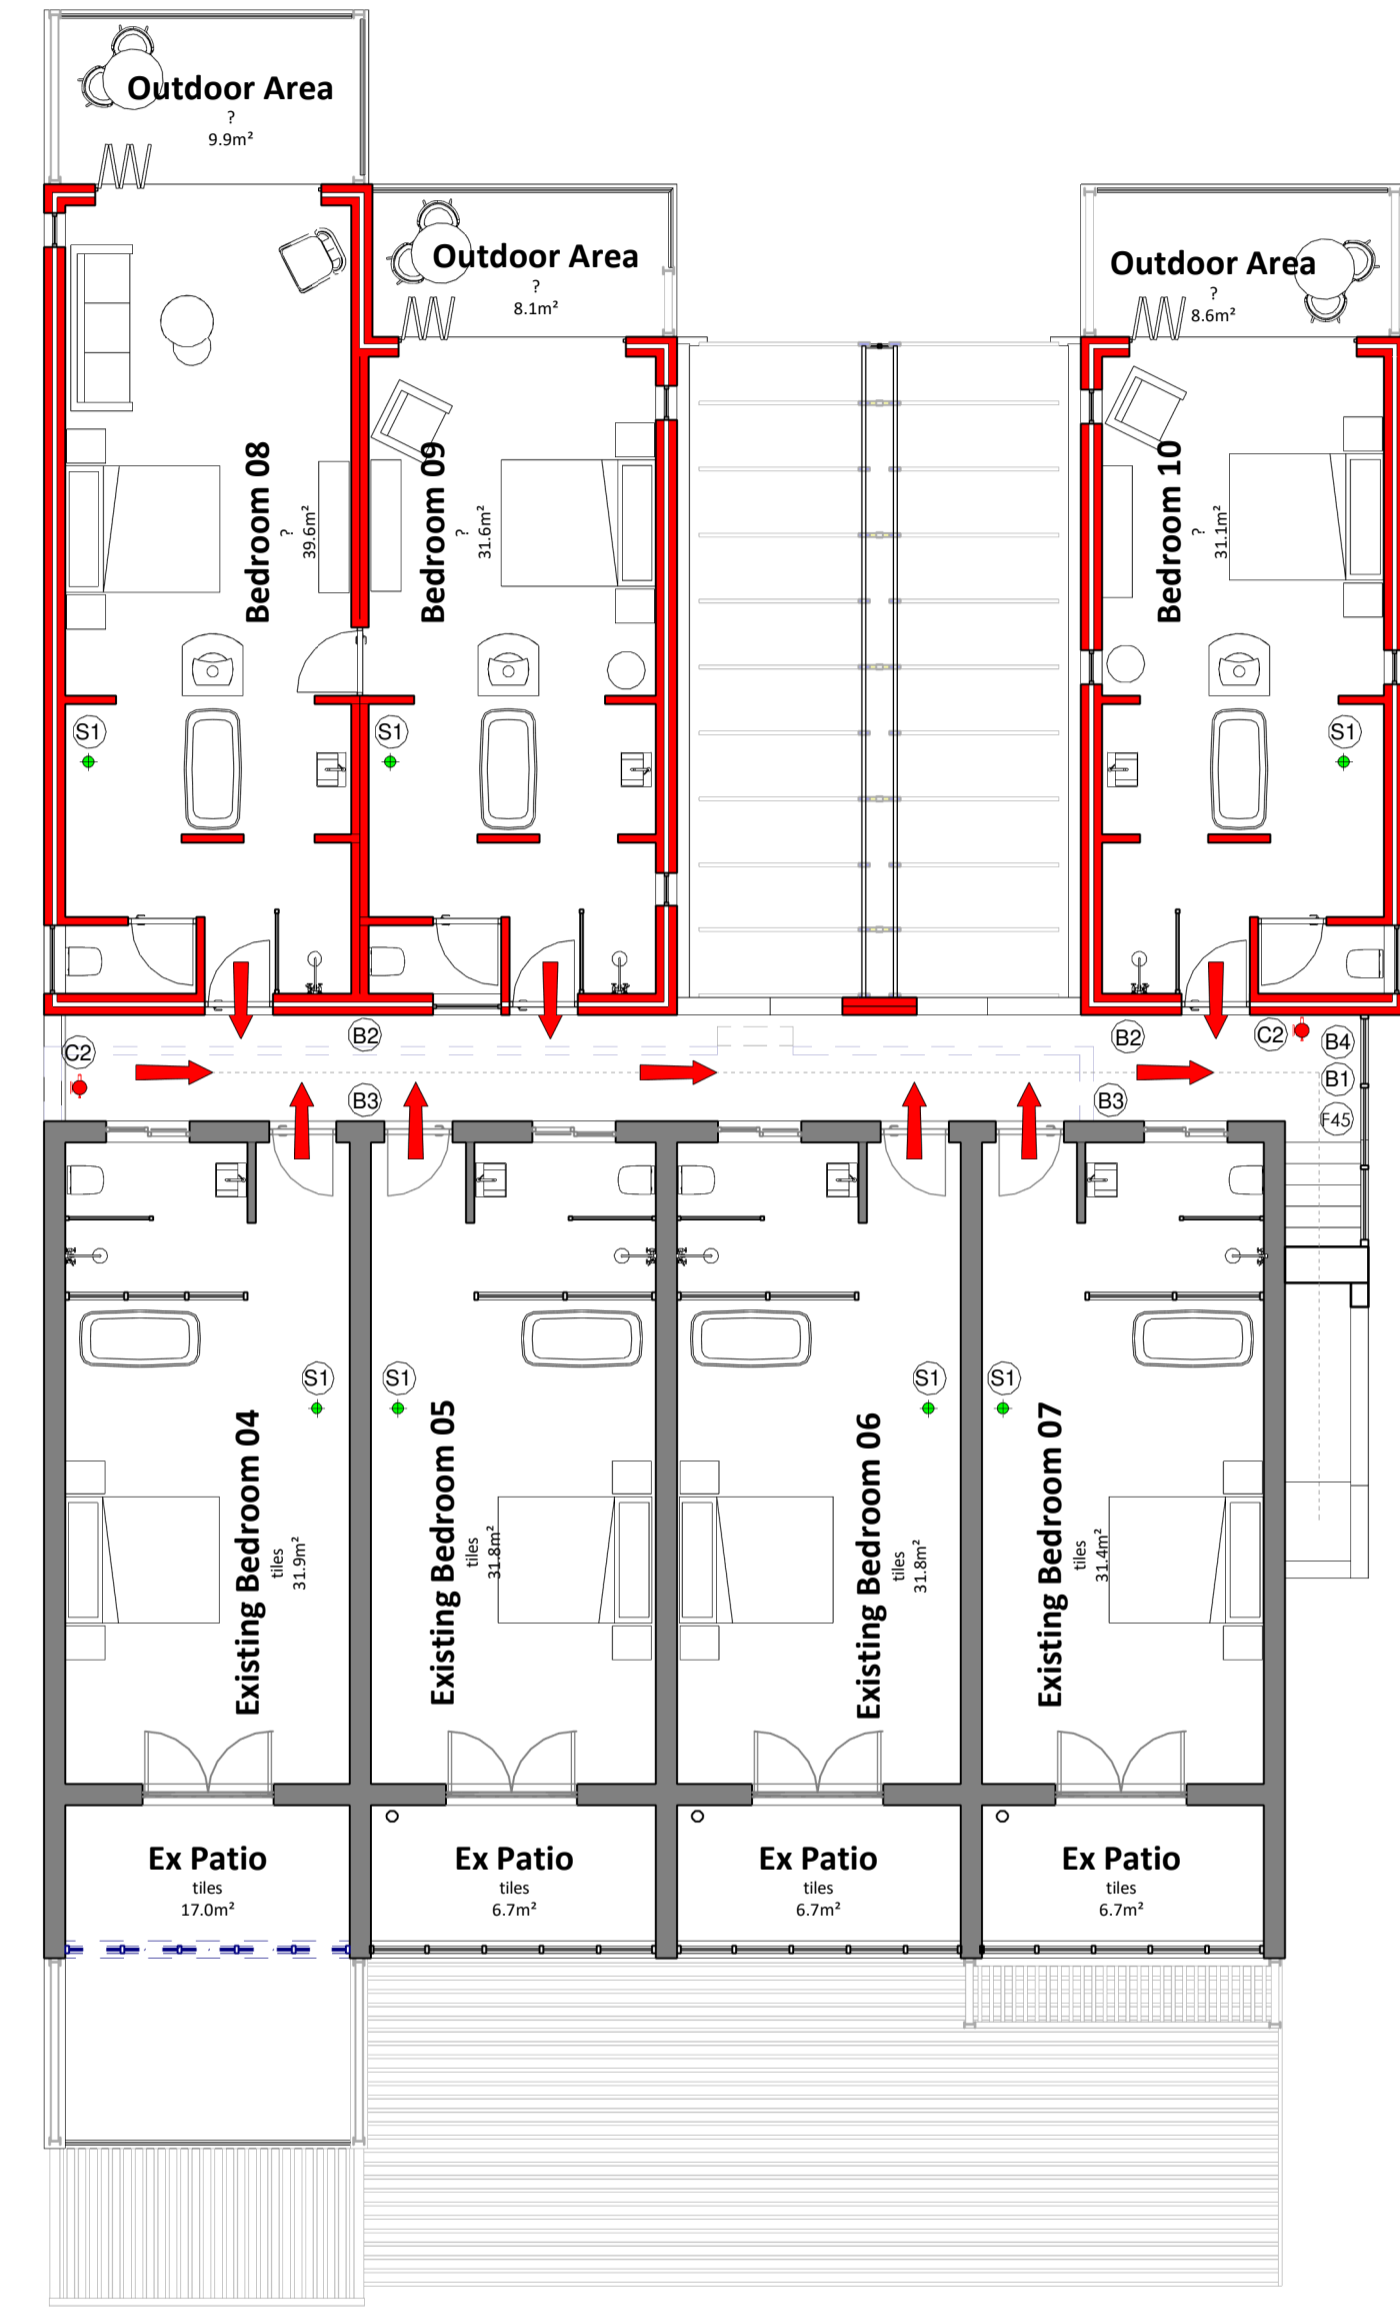 Outdoor Area
?
9.9m²
Outdoor Area
?
8.1m²
Outdoor Area
?
8.6m²
Bedroom 08
?
39.6m²
Bedroom 09
?
31.6m²
Bedroom 10
?
31.1m²
S1
S1
S1
B2
B2
C2
B4
C2
B1
B3
B3
F45
S1
S1
S1
S1
Existing Bedroom 04
tiles
31.9m²
Existing Bedroom 05
tiles
31.8m²
Existing Bedroom 06
tiles
31.8m²
Existing Bedroom 07
tiles
31.4m²
Ex Patio
tiles
17.0m²
Ex Patio
tiles
6.7m²
Ex Patio
tiles
6.7m²
Ex Patio
tiles
6.7m²